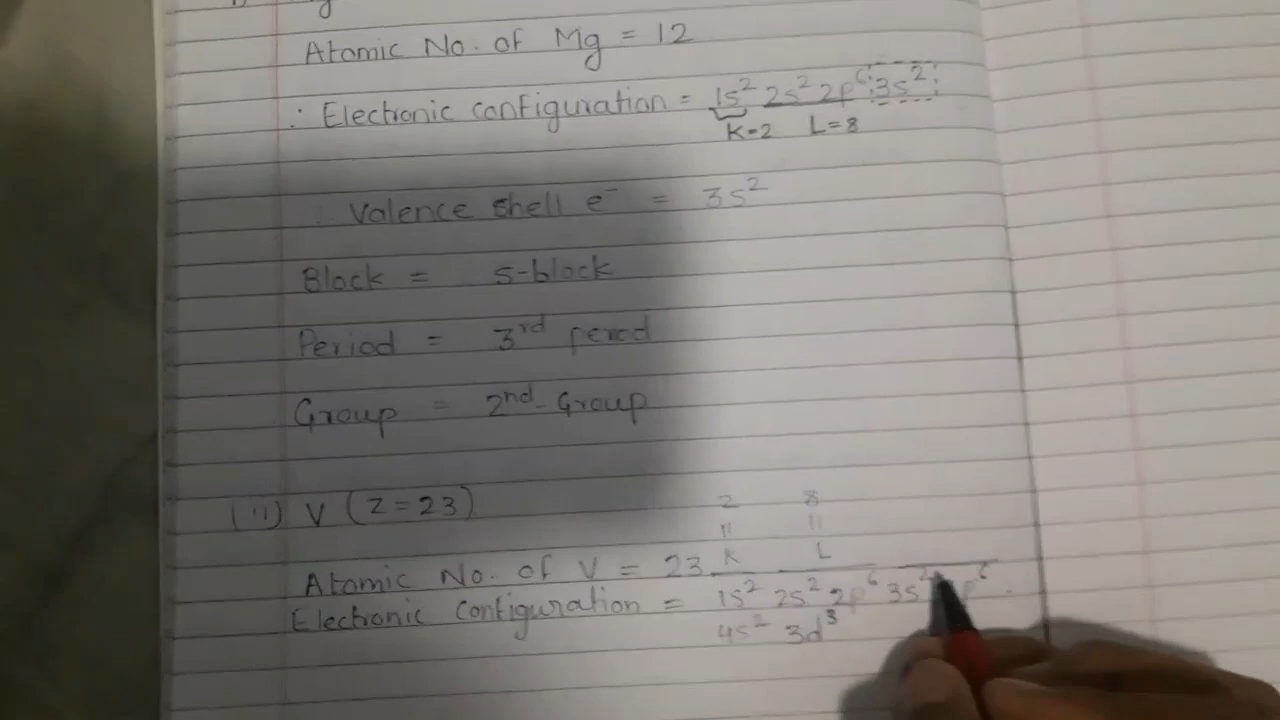 Atomic No. of Mg = 12
∴ Electronic configuration = 1s² 2s² 2p⁶ 3s²
K=2 L=8
Valence shell e⁻ = 3s²
Block = s-block
Period = 3rd period
Group = 2nd Group
(ii) V (Z=23)
2 8
= =
K L
Atomic No. of V = 23
Electronic configuration = 1s² 2s² 2p⁶ 3s² p⁶
4s² 3d³